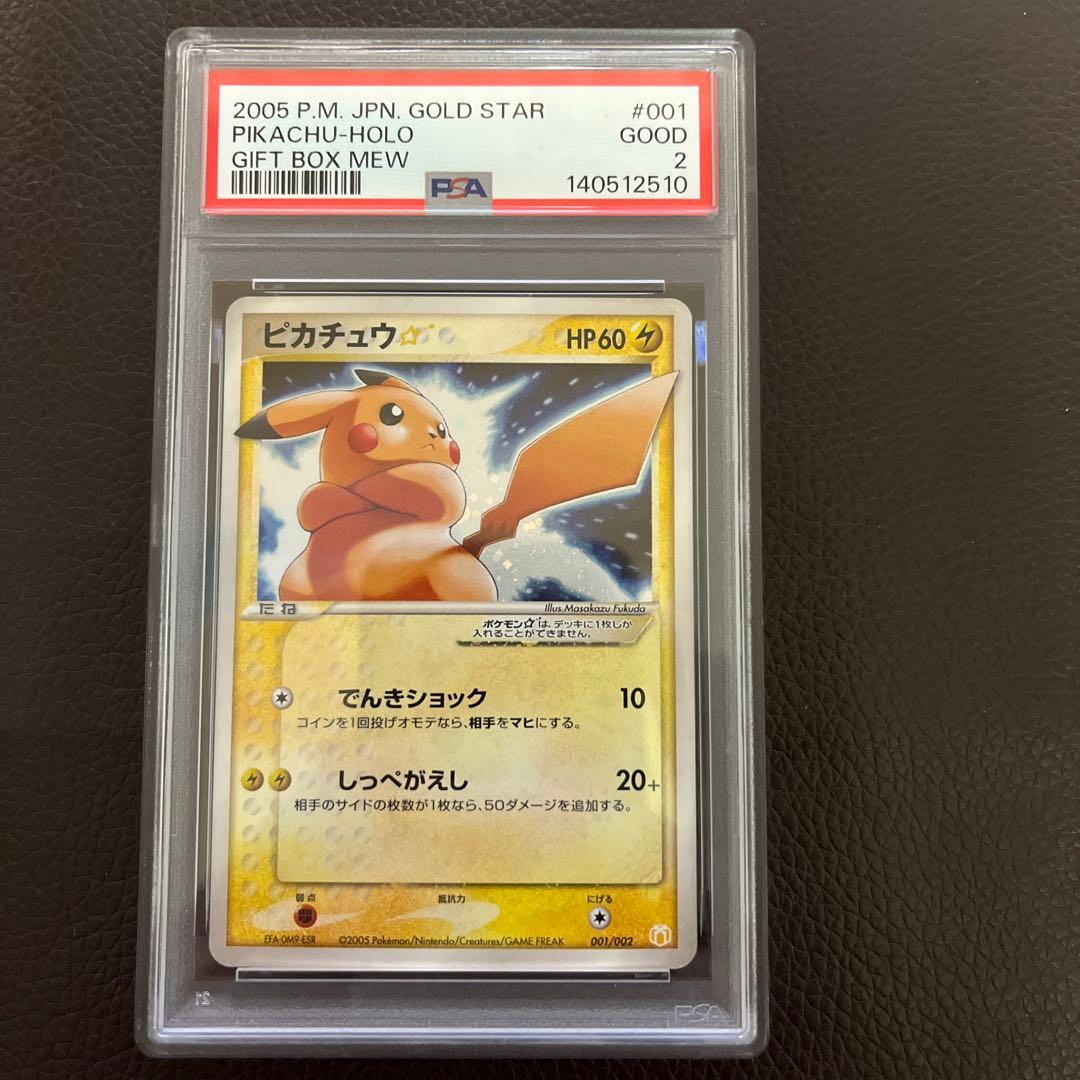 2005 P.M. JPN. GOLD STAR #001
PIKACHU-HOLO GOOD
GIFT BOX MEW 2
PSA 140512510
ピカチュウ☆ HP60
たね
Illus. Masakazu Fukuda
ポケモン☆は、デッキに1枚しか
入れることができません。
でんきショック 10
コインを1回投げオモテなら、相手をマヒにする。
しっぺがえし 20+
相手のサイドの枚数が1枚なら、50ダメージを追加する。
弱点 抵抗力 にげる
EFA-0M9-ESR ©2005 Pokémon/Nintendo/Creatures/GAME FREAK 001/002
PSA